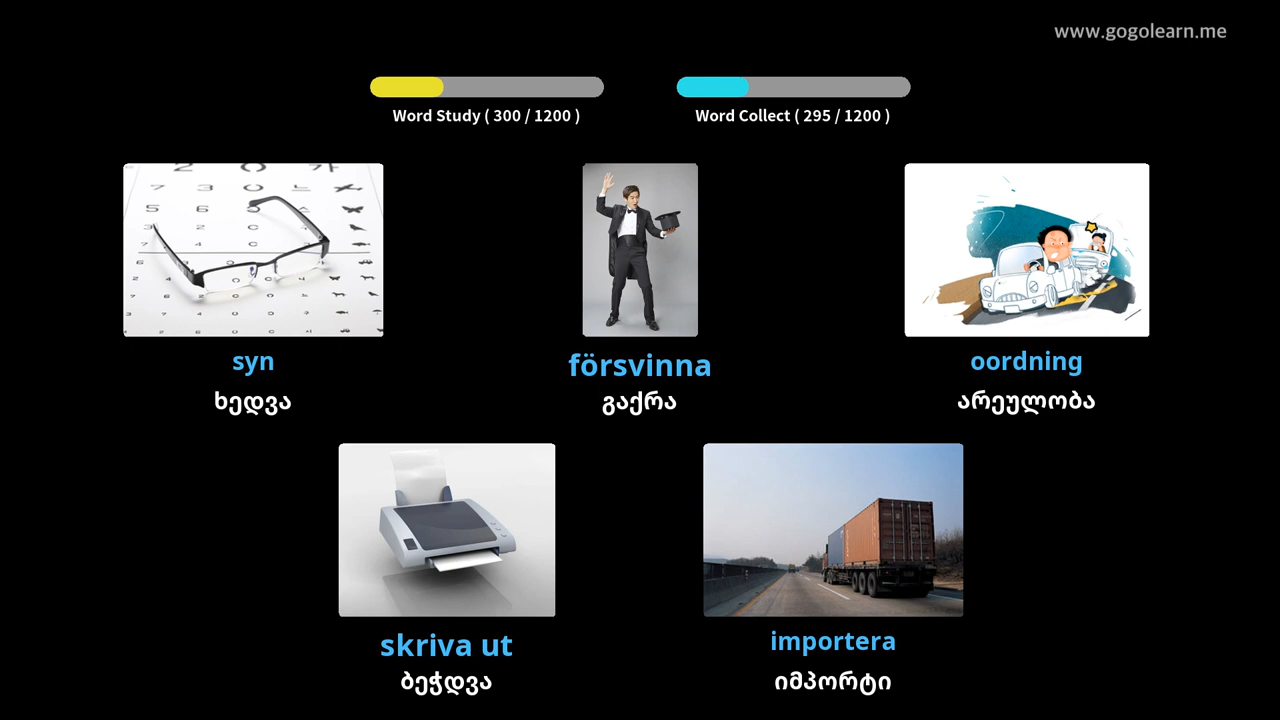 www.gogolearn.me
Word Study ( 300 / 1200 )
Word Collect ( 295 / 1200 )
syn
ხედვა
försvinna
გაქრა
oordning
არეულობა
skriva ut
ბეჭდვა
importera
იმპორტი